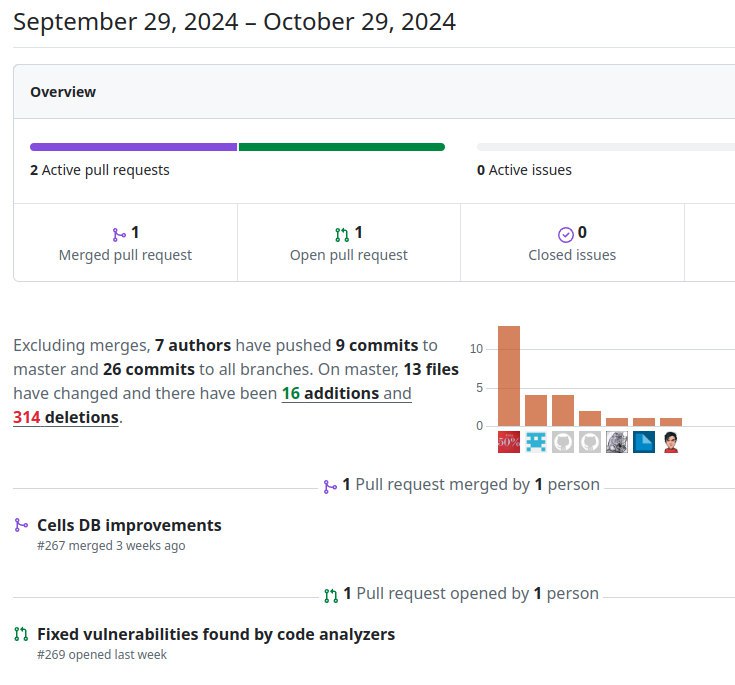 September 29, 2024 – October 29, 2024
Overview
2 Active pull requests
0 Active issues
1
Merged pull request
1
Open pull request
0
Closed issues
Excluding merges, 7 authors have pushed 9 commits to
master and 26 commits to all branches. On master, 13 files
have changed and there have been 16 additions and
314 deletions.
10
5
0
50%
1 Pull request merged by 1 person
Cells DB improvements
#267 merged 3 weeks ago
1 Pull request opened by 1 person
Fixed vulnerabilities found by code analyzers
#269 opened last week